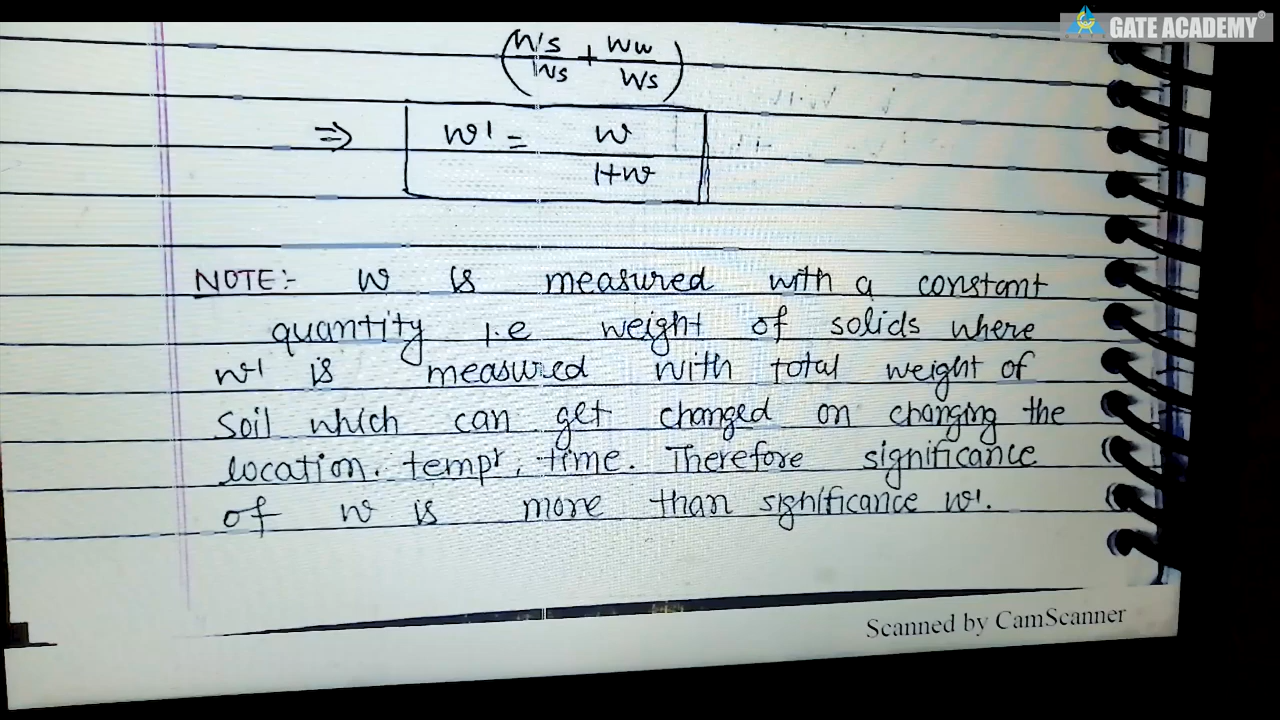 GATE ACADEMY
(Ws/Ws + Ww/Ws)
⇒ w' = w/1+w
NOTE:- w is measured with a constant
quantity i.e weight of solids where
w' is measured with total weight of
soil which can get changed on changing the
location. tempr, time. Therefore significance
of w is more than significance w'.
Scanned by CamScanner